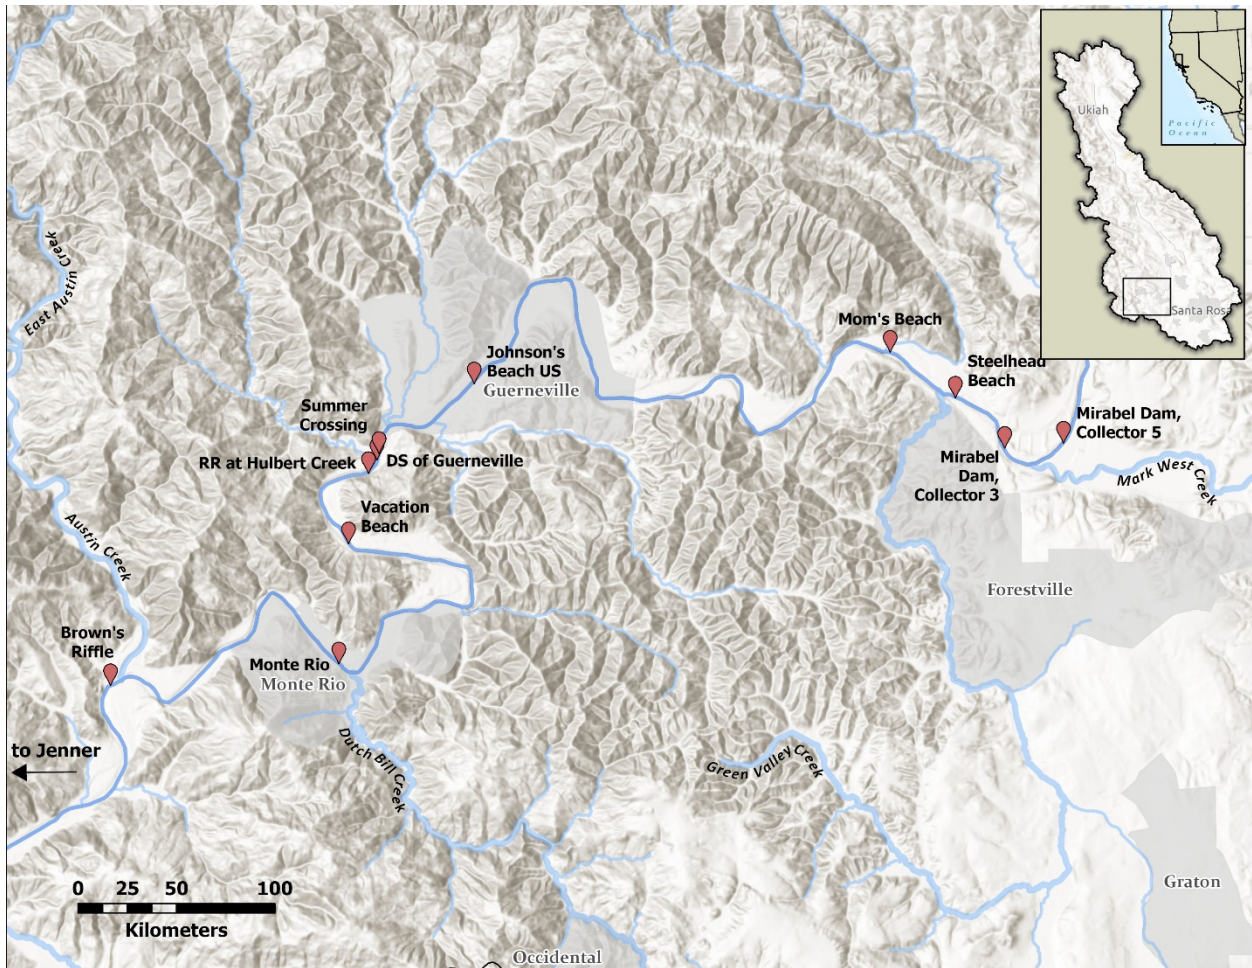 Ukiah
Pacific
Ocean
Santa Rosa
East Austin Creek
Mom's Beach
Johnson's
Beach US
Guerneville
Steelhead
Beach
Summer
Crossing
Mirabel Dam,
Collector 5
RR at Hulbert Creek
DS of Guerneville
Mirabel
Dam,
Collector 3
Mark West Creek
Vacation
Beach
Austin Creek
Forestville
Brown's
Riffle
Monte Rio
Monte Rio
to Jenner
Dutch Bill Creek
Green Valley Creek
Graton
0 25 50 100
Kilometers
Occidental